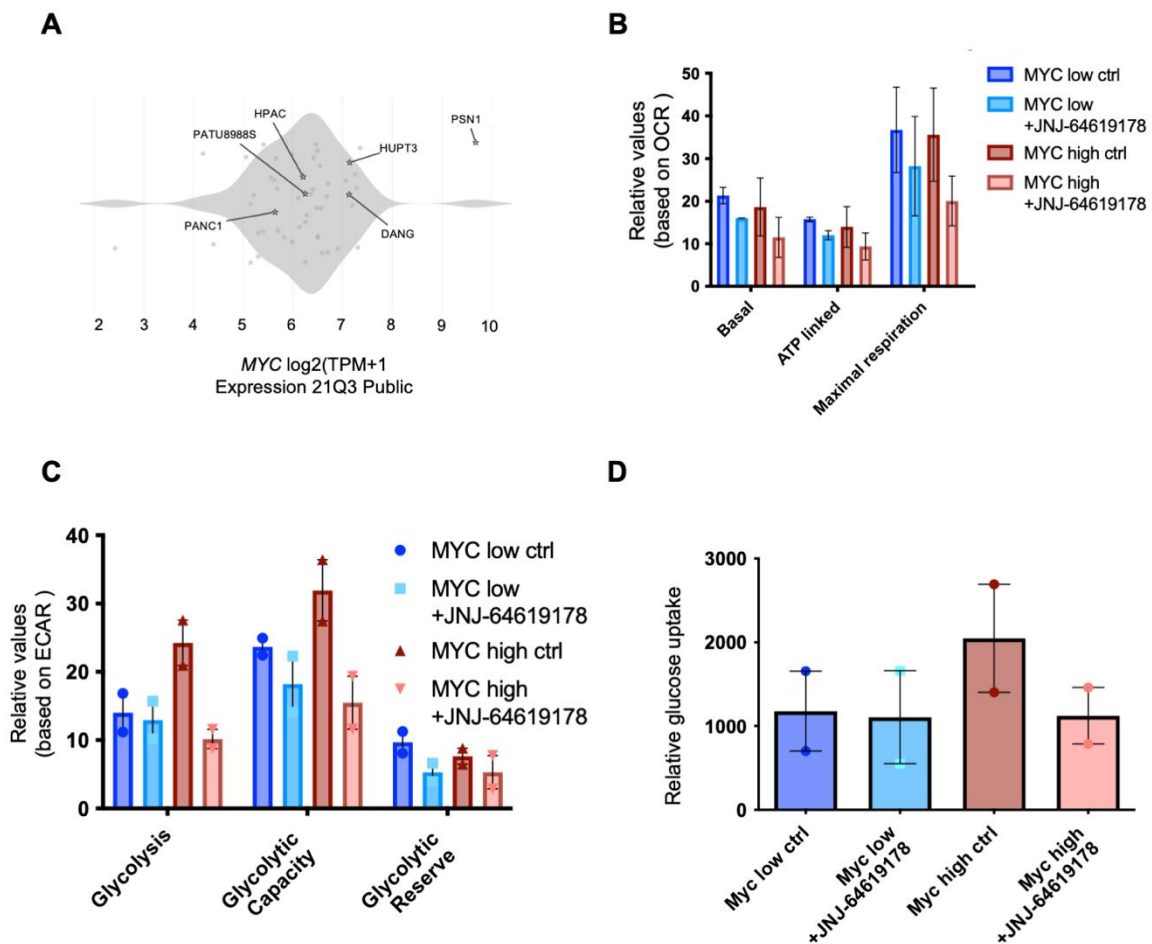 A
HPAC
PATU8988S
PSN1
HUPT3
PANC1
DANG
2 3 4 5 6 7 8 9 10
MYC log2(TPM+1
Expression 21Q3 Public
B
Relative values
(based on OCR)
50
40
30
20
10
0
Basal
ATP linked
Maximal respiration
MYC low ctrl
MYC low
+JNJ-64619178
MYC high ctrl
MYC high
+JNJ-64619178
C
Relative values
(based on ECAR)
40
30
20
10
0
Glycolysis
Glycolytic
Capacity
Glycolytic
Reserve
MYC low ctrl
MYC low
+JNJ-64619178
MYC high ctrl
MYC high
+JNJ-64619178
D
Relative glucose uptake
3000
2000
1000
0
Myc low ctrl
Myc low
+JNJ-64619178
Myc high ctrl
Myc high
+JNJ-64619178